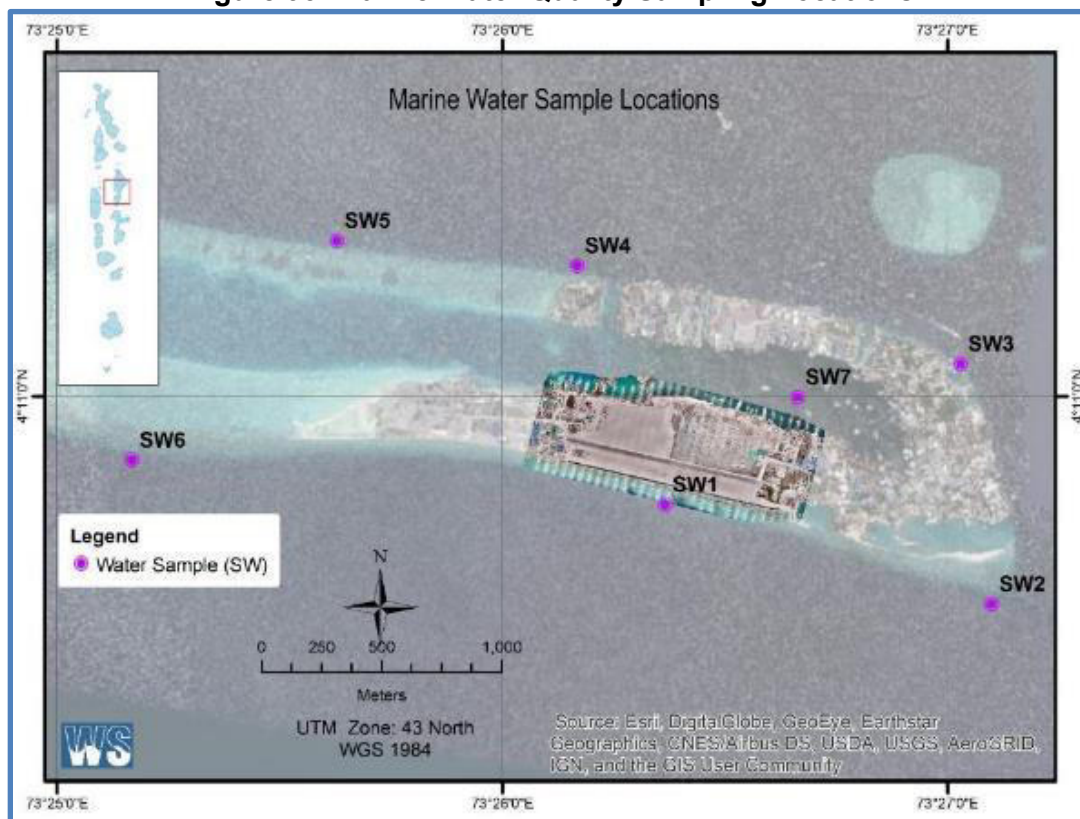 73°25'0"E 73°26'0"E 73°27'0"E
Marine Water Sample Locations
SW5
SW4
SW3
4°11'0"N
SW7
4°11'0"N
SW6
SW1
Legend
Water Sample (SW)
SW2
N
0 250 500 1,000
Meters
UTM Zone: 43 North
WGS 1984
WS
Source: Esri, DigitalGlobe, GeoEye, Earthstar
Geographics, CNES/Airbus DS, USDA, USGS, AeroGRID,
IGN, and the GIS User Community
73°25'0"E 73°26'0"E 73°27'0"E